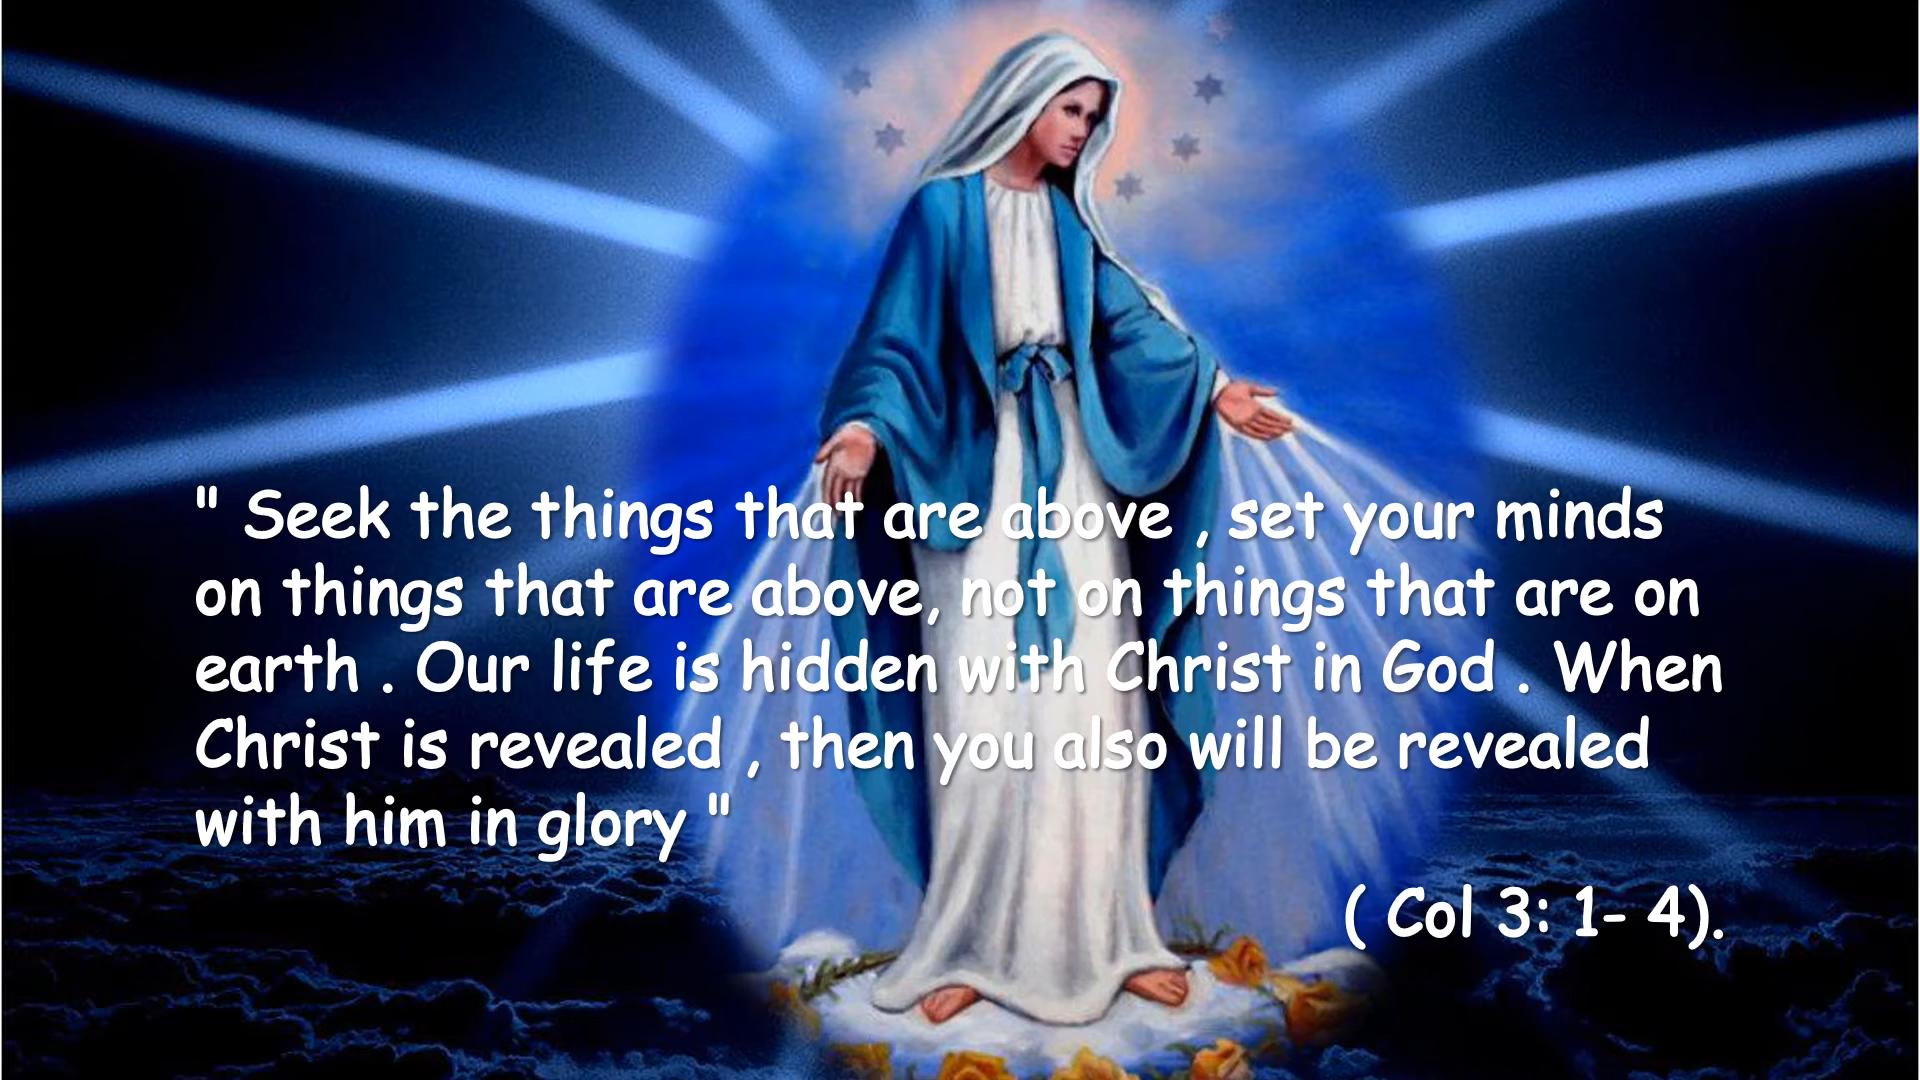 " Seek the things that are above , set your minds
on things that are above, not on things that are on
earth . Our life is hidden with Christ in God . When
Christ is revealed , then you also will be revealed
with him in glory "
( Col 3: 1- 4).